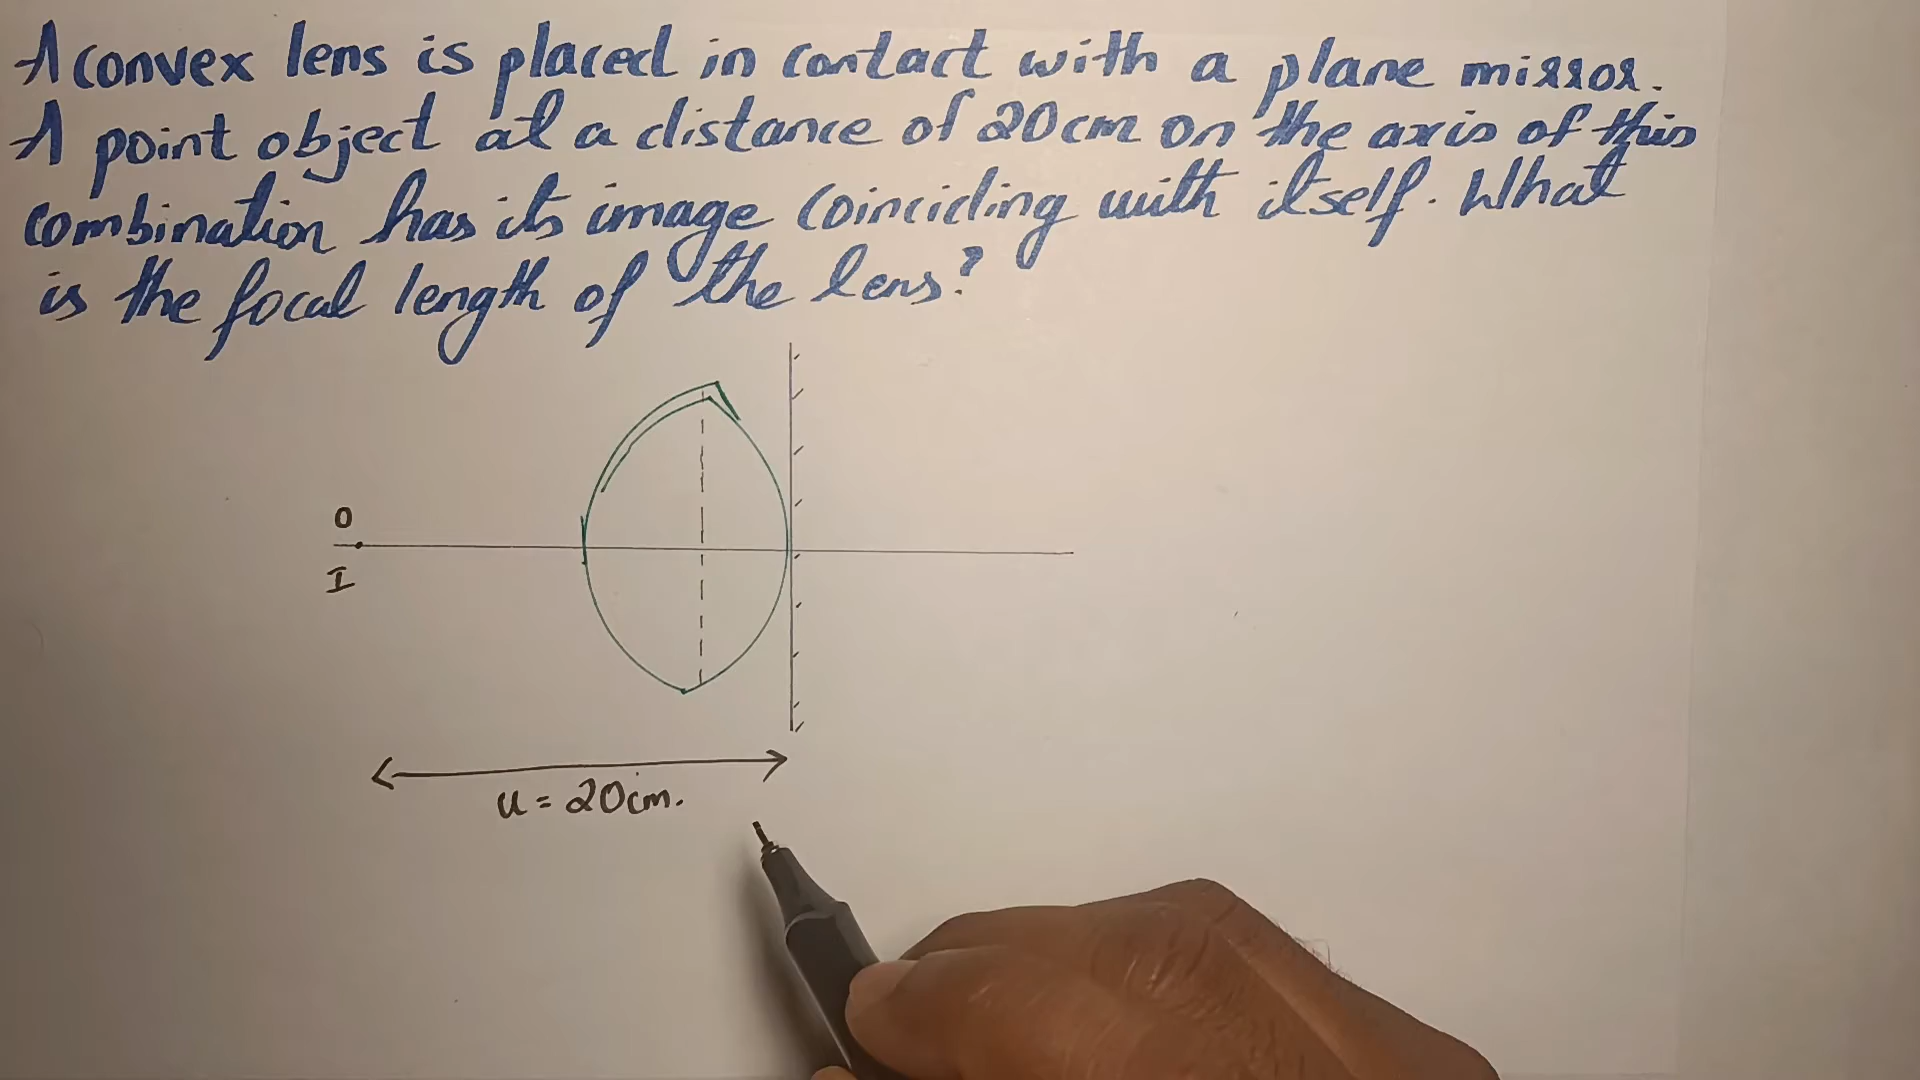 A convex lens is placed in contact with a plane mirror.
A point object at a distance of 20cm on the axis of this
combination has its image coinciding with itself. What
is the focal length of the lens?
O
I
u = 20cm.